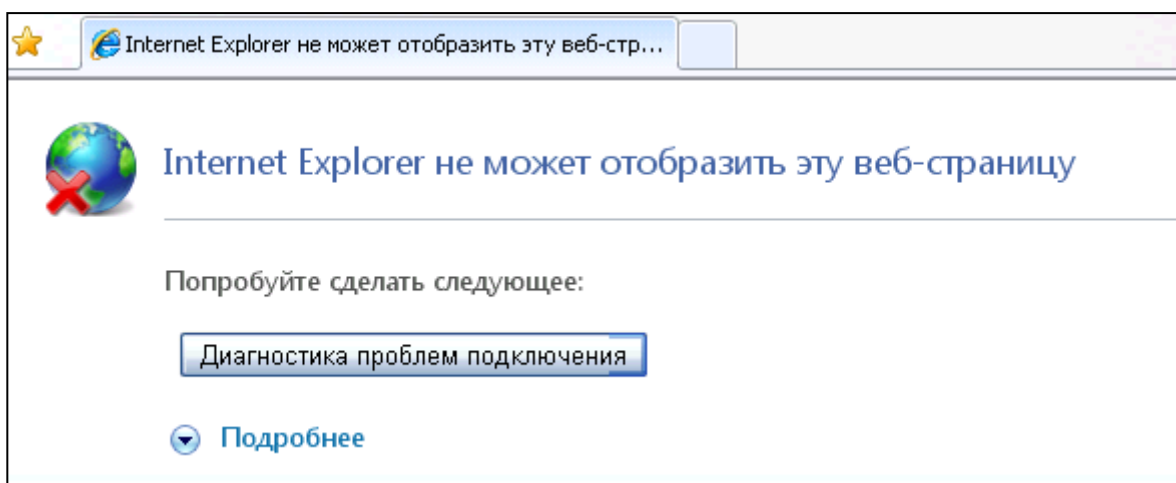 Internet Explorer не может отобразить эту веб-стр...
Internet Explorer не может отобразить эту веб-страницу
Попробуйте сделать следующее:
Диагностика проблем подключения
Подробнее